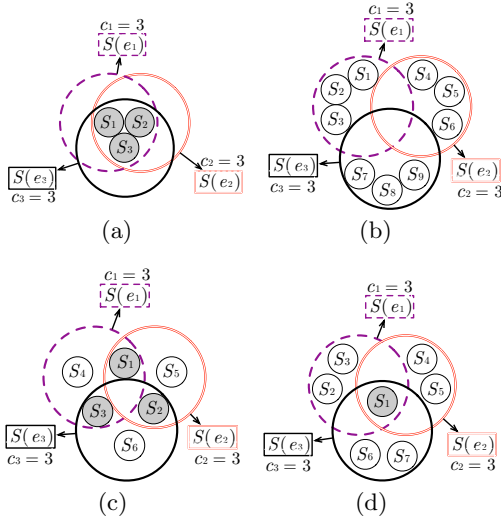 c₁ = 3
S(e₁)
S₁ S₂
S₃
c₂ = 3
S(e₂)
S(e₃)
c₃ = 3
(a)
c₁ = 3
S(e₁)
S₁ S₄
S₂ S₅
S₃ S₆
S(e₃)
c₃ = 3
S₇ S₉
S₈
S(e₂)
c₂ = 3
(b)
c₁ = 3
S(e₁)
S₁
S₄ S₅
S₃ S₂
S(e₃)
c₃ = 3
S₆
S(e₂)
c₂ = 3
(c)
c₁ = 3
S(e₁)
S₃ S₄
S₂ S₅
S₁
S(e₃)
c₃ = 3
S₆ S₇
S(e₂)
c₂ = 3
(d)